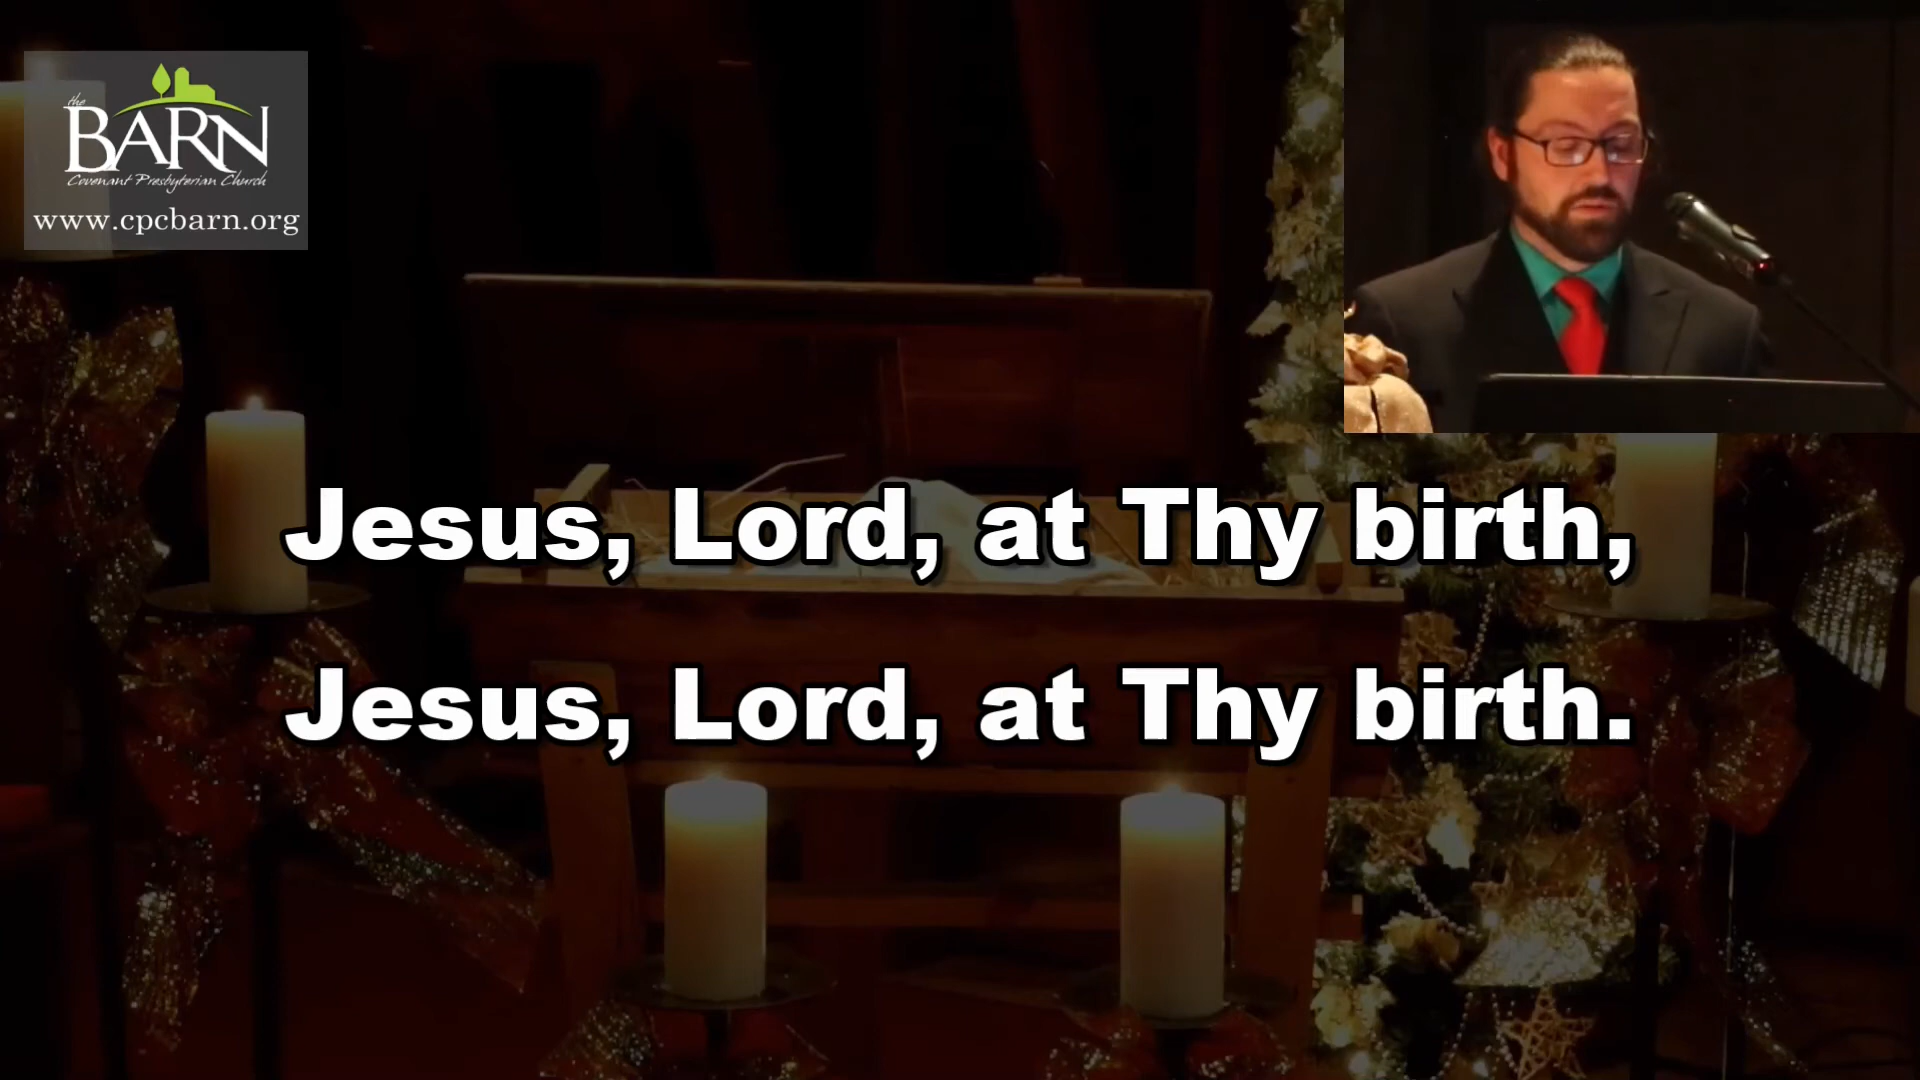 the
BARN
Covenant Presbyterian Church
www.cpcbarn.org
Jesus, Lord, at Thy birth,
Jesus, Lord, at Thy birth.